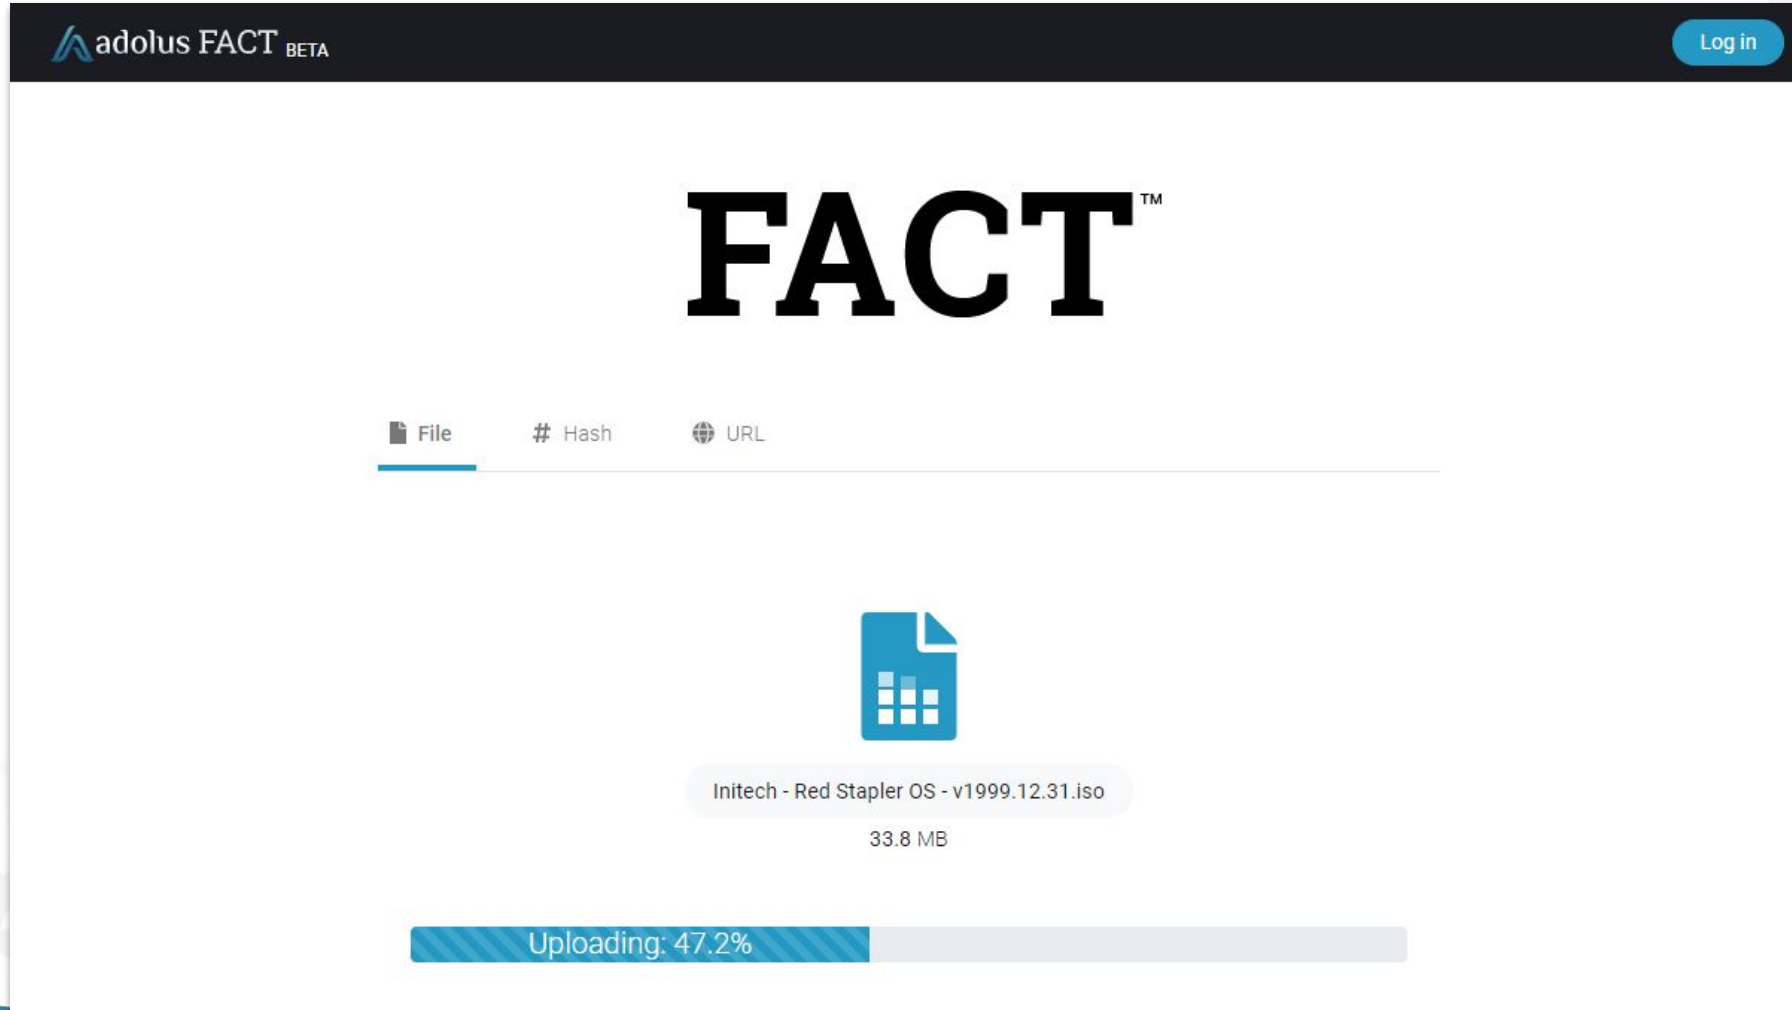 adolus FACT BETA
Log in
FACT™
File # Hash URL
Initech - Red Stapler OS - v1999.12.31.iso
33.8 MB
Uploading: 47.2%